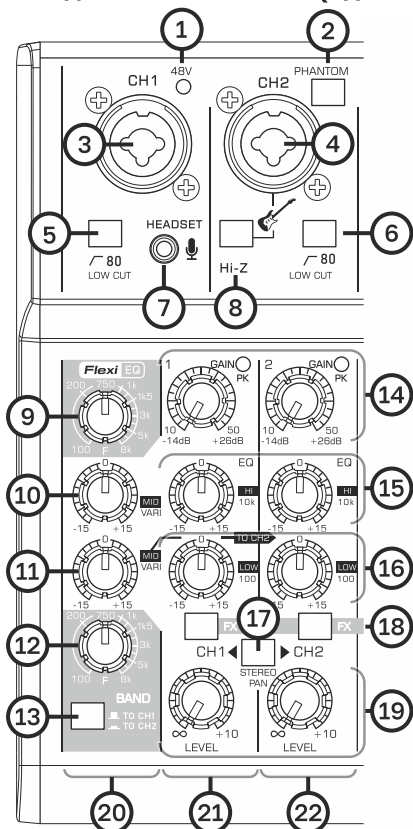 1
2
48V
PHANTOM
CH1
CH2
3
4
5
6
HEADSET
80
LOW CUT
80
LOW CUT
Hi-Z
7
8
Flexi EQ
1
GAIN
PK
2
GAIN
PK
14
9
200
750
1k
1k5
3k
5k
8k
F
100
10
50
-14dB
+26dB
10
50
-14dB
+26dB
10
0
MID
VARI
-15
+15
0
EQ
HI
10k
-15
+15
0
EQ
HI
10k
-15
+15
15
11
0
MID
VARI
-15
+15
TO CH2
0
LOW
100
-15
+15
0
LOW
100
-15
+15
16
12
200
750
1k
1k5
3k
5k
8k
F
100
17
FX
FX
18
CH1
CH2
STEREO
PAN
13
BAND
TO CH1
TO CH2
∞
+10
LEVEL
∞
+10
LEVEL
19
20
21
22